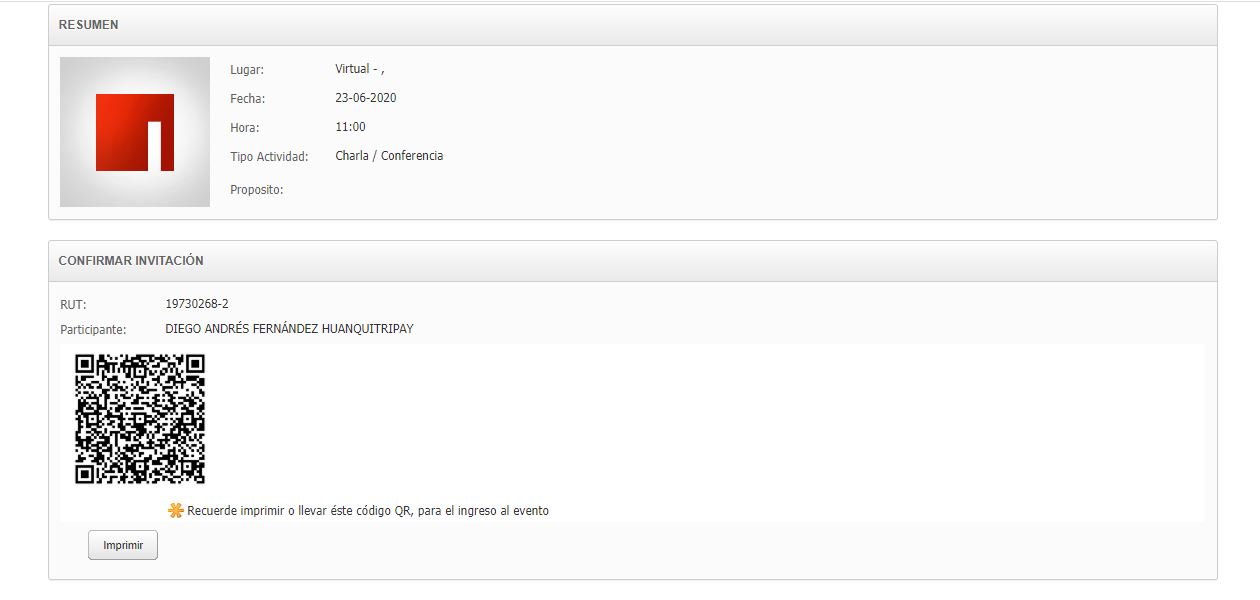 RESUMEN
Lugar: Virtual - ,
Fecha: 23-06-2020
Hora: 11:00
Tipo Actividad: Charla / Conferencia
Proposito:
CONFIRMAR INVITACIÓN
RUT: 19730268-2
Participante: DIEGO ANDRÉS FERNÁNDEZ HUANQUITRIPAY
Recuerde imprimir o llevar éste código QR, para el ingreso al evento
Imprimir